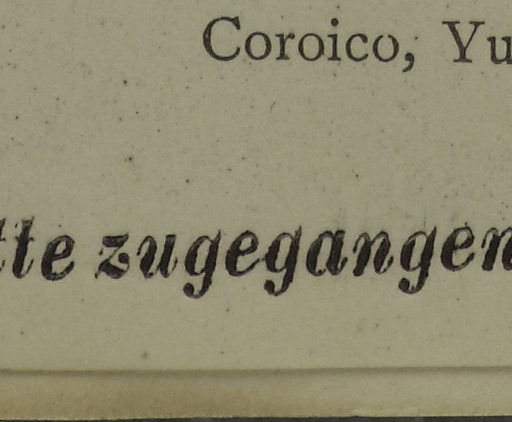 Coroico, Yu
tte zugegangen